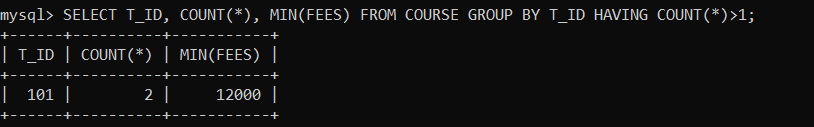 mysql> SELECT T_ID, COUNT(*), MIN(FEES) FROM COURSE GROUP BY T_ID HAVING COUNT(*)>1;
+------+----------+-----------+
| T_ID | COUNT(*) | MIN(FEES) |
+------+----------+-----------+
|  101 |        2 |     12000 |
+------+----------+-----------+